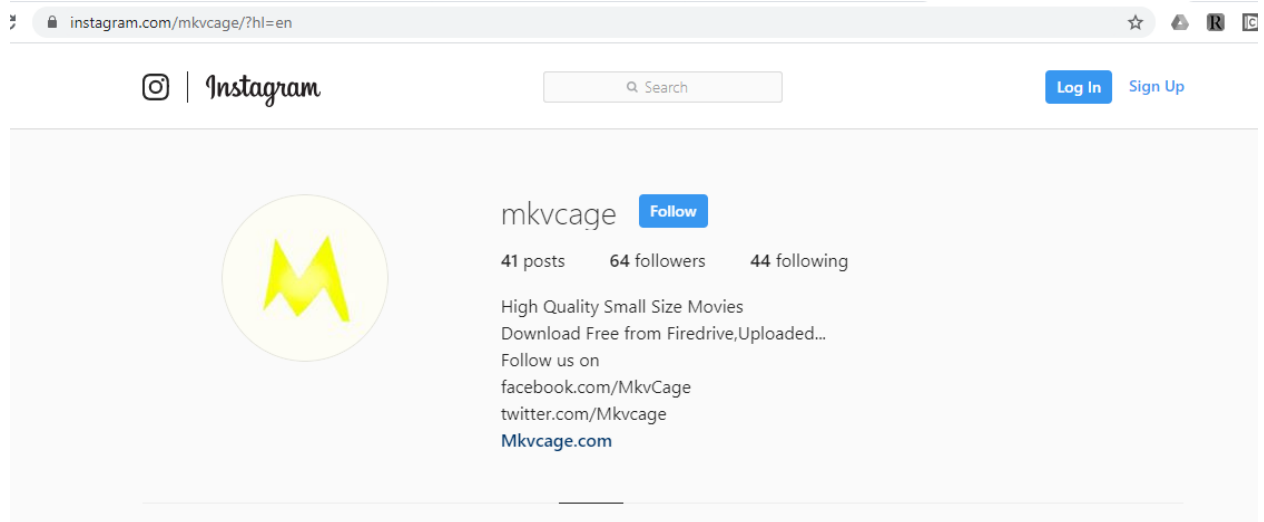 instagram.com/mkvcage/?hl=en
Instagram Search Log In Sign Up
mkvcage Follow
41 posts 64 followers 44 following
High Quality Small Size Movies
Download Free from Firedrive,Uploaded...
Follow us on
facebook.com/MkvCage
twitter.com/Mkvcage
Mkvcage.com